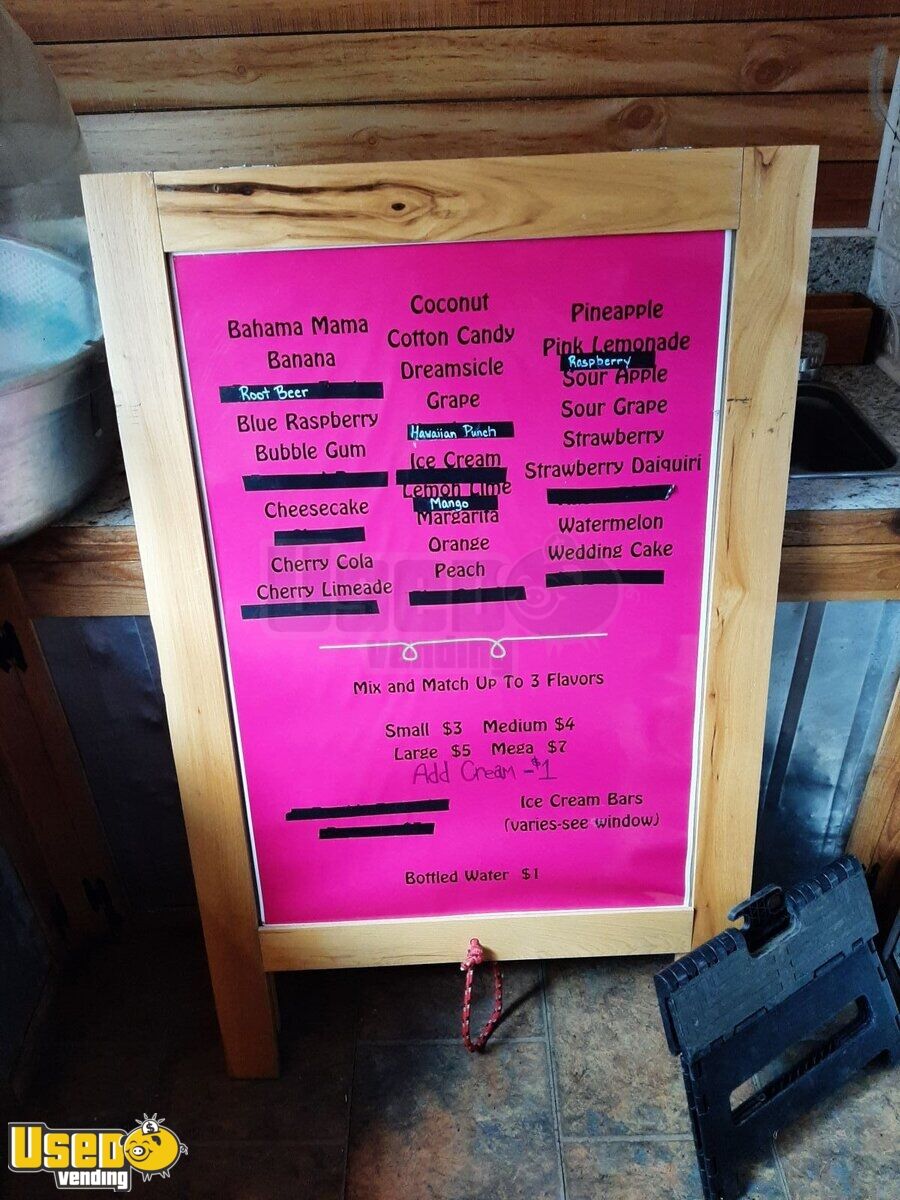 Bahama Mama
Banana
Root Beer
Blue Raspberry
Bubble Gum
Cheesecake
Cherry Cola
Cherry Limeade
Coconut
Cotton Candy
Dreamsicle
Grape
Hawaiian Punch
Ice Cream
Lemon Lime
Mango
Margarita
Orange
Peach
Pineapple
Pink Lemonade
Raspberry
Sour Apple
Sour Grape
Strawberry
Strawberry Daiquiri
Watermelon
Wedding Cake
Mix and Match Up To 3 Flavors
Small $3 Medium $4
Large $5 Mega $7
Add Cream - $1
Ice Cream Bars
(varies-see window)
Bottled Water $1
Used
vending
Used
vending